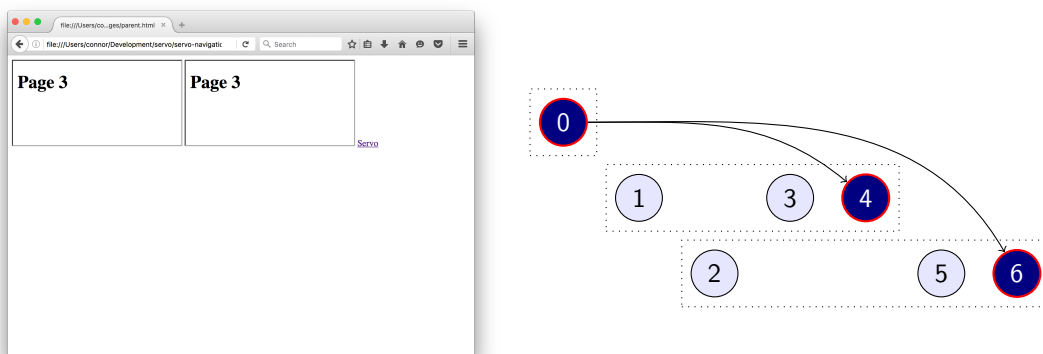 file:///Users/co...ges/parent.html × +
file:///Users/connor/Development/servo/servo-navigatic
Search
Page 3
Page 3
Servo
0
1
3
4
2
5
6